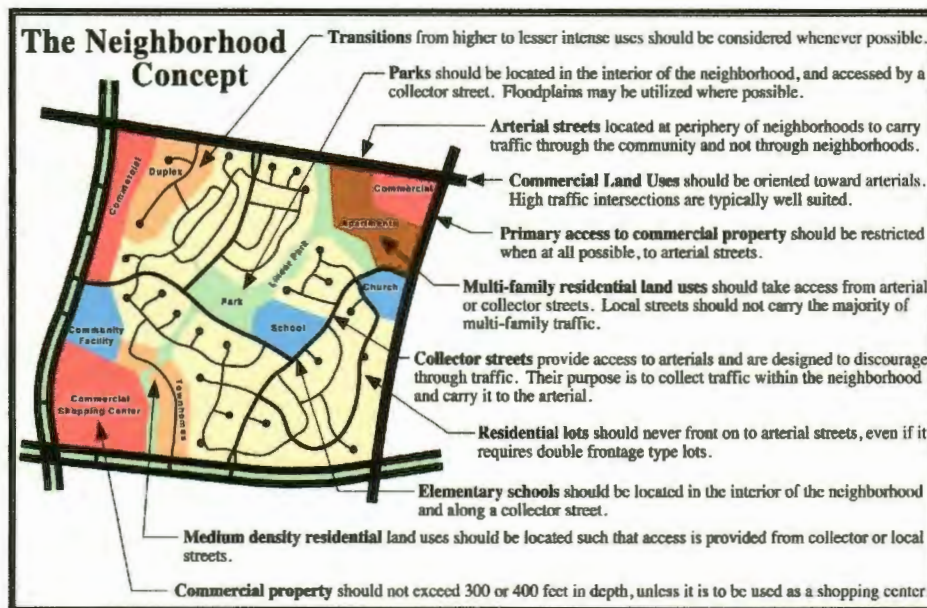 The Neighborhood
Concept
Transitions from higher to lesser intense uses should be considered whenever possible.
Parks should be located in the interior of the neighborhood, and accessed by a
collector street. Floodplains may be utilized where possible.
Arterial streets located at periphery of neighborhoods to carry
traffic through the community and not through neighborhoods.
Commercial Land Uses should be oriented toward arterials.
High traffic intersections are typically well suited.
Primary access to commercial property should be restricted
when at all possible, to arterial streets.
Multi-family residential land uses should take access from arterial
or collector streets. Local streets should not carry the majority of
multi-family traffic.
Collector streets provide access to arterials and are designed to discourage
through traffic. Their purpose is to collect traffic within the neighborhood
and carry it to the arterial.
Residential lots should never front on to arterial streets, even if it
requires double frontage type lots.
Elementary schools should be located in the interior of the neighborhood
and along a collector street.
Medium density residential land uses should be located such that access is provided from collector or local
streets.
Commercial property should not exceed 300 or 400 feet in depth, unless it is to be used as a shopping center
Commercial
Duplex
Commercial
Apartments
Linear Park
Park
Church
School
Community
Facility
Commercial
Shopping Center
Townhomes